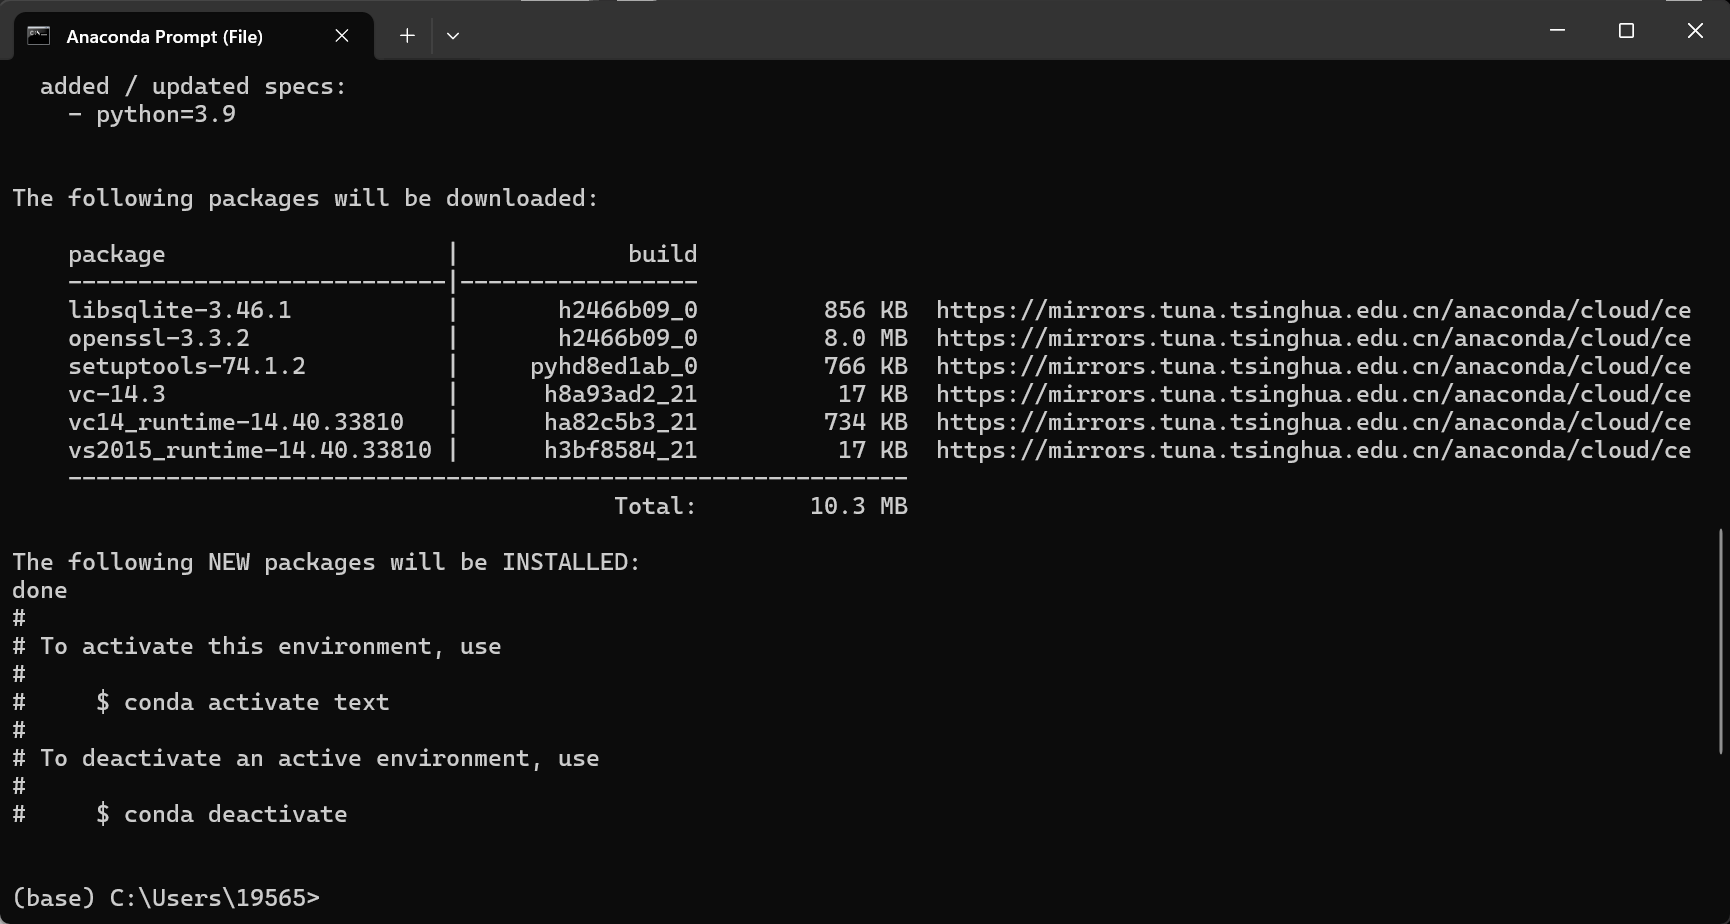 Anaconda Prompt (File)
added / updated specs:
- python=3.9
The following packages will be downloaded:
package | build
---------------------------|-----------------
libsqlite-3.46.1 | h2466b09_0 856 KB https://mirrors.tuna.tsinghua.edu.cn/anaconda/cloud/ce
openssl-3.3.2 | h2466b09_0 8.0 MB https://mirrors.tuna.tsinghua.edu.cn/anaconda/cloud/ce
setuptools-74.1.2 | pyhd8ed1ab_0 766 KB https://mirrors.tuna.tsinghua.edu.cn/anaconda/cloud/ce
vc-14.3 | h8a93ad2_21 17 KB https://mirrors.tuna.tsinghua.edu.cn/anaconda/cloud/ce
vc14_runtime-14.40.33810 | ha82c5b3_21 734 KB https://mirrors.tuna.tsinghua.edu.cn/anaconda/cloud/ce
vs2015_runtime-14.40.33810 | h3bf8584_21 17 KB https://mirrors.tuna.tsinghua.edu.cn/anaconda/cloud/ce
------------------------------------------------------------
Total: 10.3 MB
The following NEW packages will be INSTALLED:
done
#
# To activate this environment, use
#
# $ conda activate text
#
# To deactivate an active environment, use
#
# $ conda deactivate
(base) C:\Users\19565>